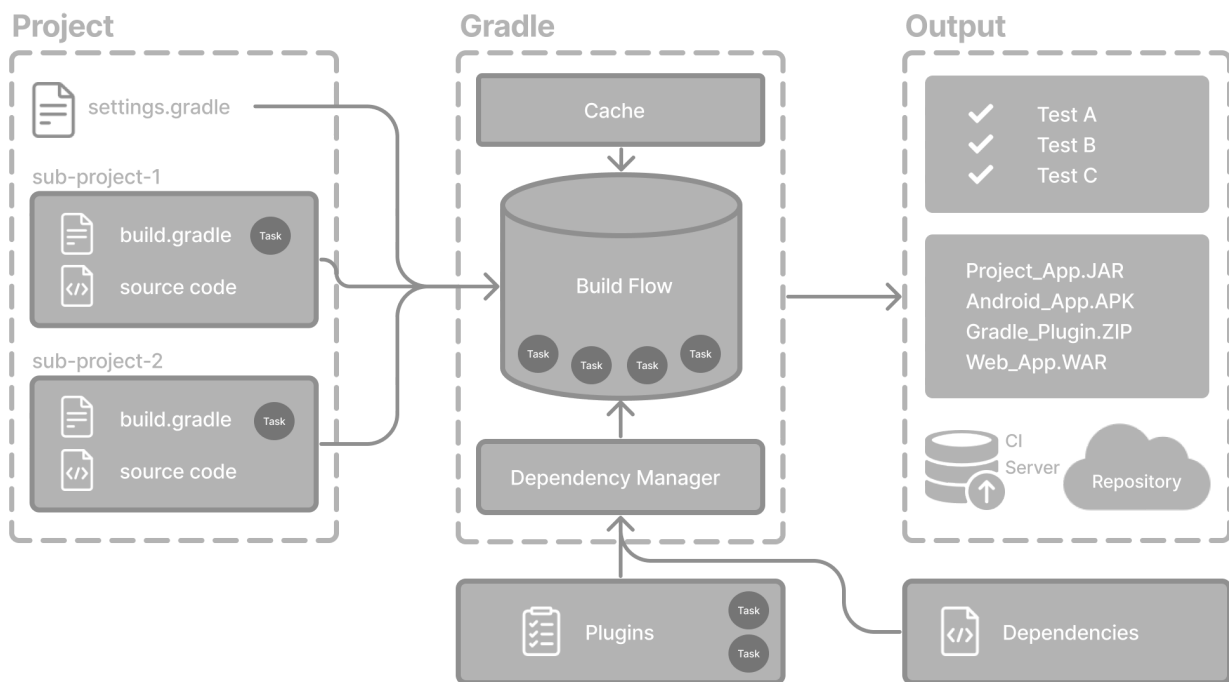 Project
settings.gradle
sub-project-1
build.gradle
Task
source code
sub-project-2
build.gradle
Task
source code
Gradle
Cache
Build Flow
Task
Task
Task
Task
Dependency Manager
Plugins
Task
Task
Output
Test A
Test B
Test C
Project_App.JAR
Android_App.APK
Gradle_Plugin.ZIP
Web_App.WAR
CI
Server
Repository
Dependencies